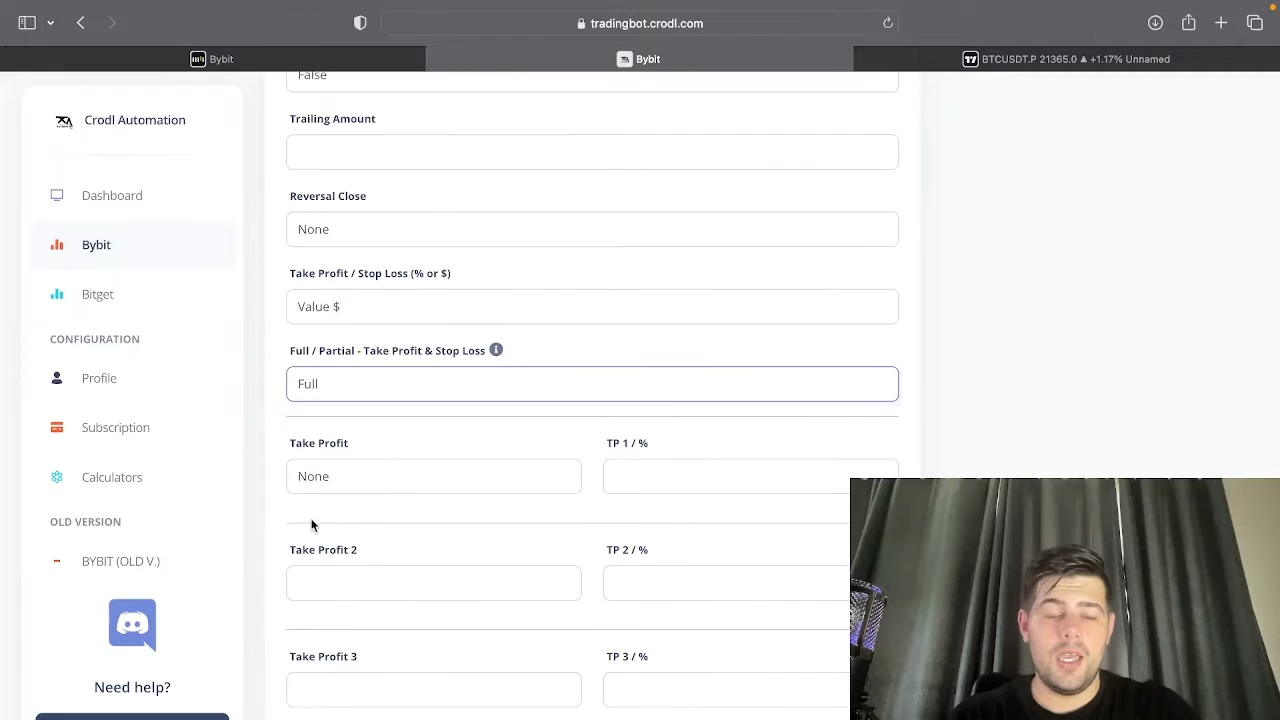 tradingbot.crodl.com
Bybit
Bybit
BTCUSDT.P 21365.0 ▲ +1.17% Unnamed
Crodl Automation
Dashboard
Bybit
Bitget
CONFIGURATION
Profile
Subscription
Calculators
OLD VERSION
BYBIT (OLD V.)
Need help?
False
Trailing Amount
Reversal Close
None
Take Profit / Stop Loss (% or $)
Value $
Full / Partial - Take Profit & Stop Loss
Full
Take Profit
TP 1 / %
None
Take Profit 2
TP 2 / %
Take Profit 3
TP 3 / %